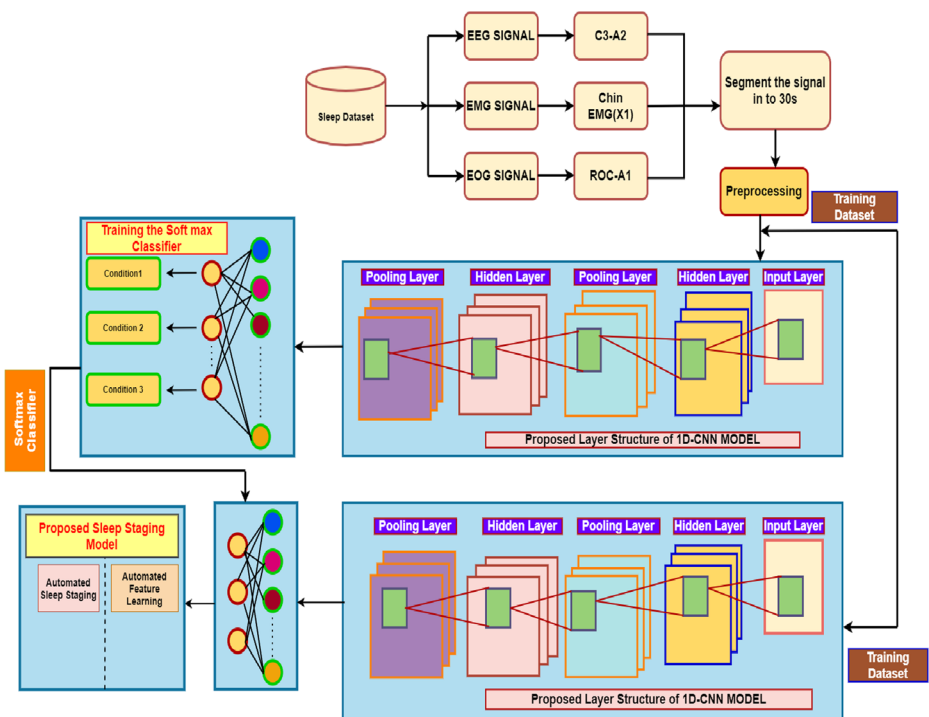 Sleep Dataset
EEG SIGNAL
C3-A2
EMG SIGNAL
Chin
EMG(X1)
EOG SIGNAL
ROC-A1
Segment the signal
in to 30s
Preprocessing
Training
Dataset
Training the Soft max
Classifier
Condition1
Condition 2
Condition 3
Pooling Layer
Hidden Layer
Pooling Layer
Hidden Layer
Input Layer
Proposed Layer Structure of 1D-CNN MODEL
Softmax
Classifier
Proposed Sleep Staging
Model
Automated
Sleep Staging
Automated
Feature
Learning
Pooling Layer
Hidden Layer
Pooling Layer
Hidden Layer
Input Layer
Proposed Layer Structure of 1D-CNN MODEL
Training
Dataset